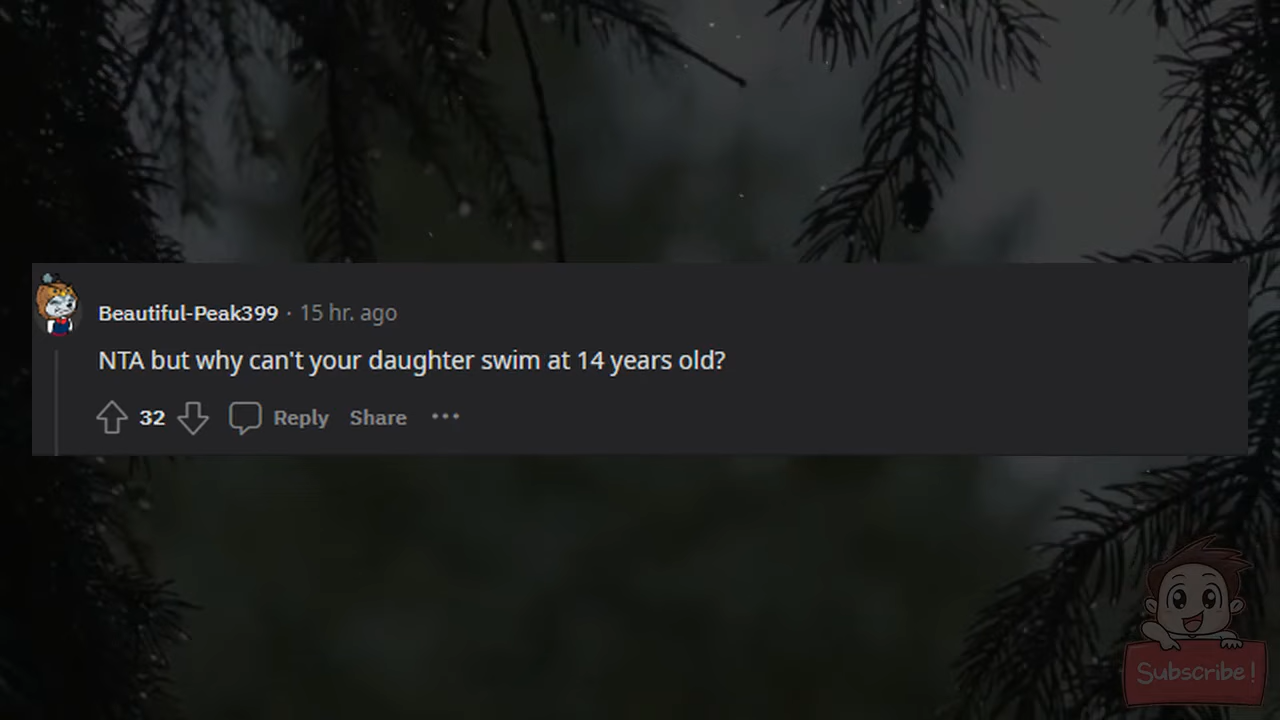 Beautiful-Peak399 · 15 hr. ago
NTA but why can't your daughter swim at 14 years old?
32 Reply Share ···
Subscribe!